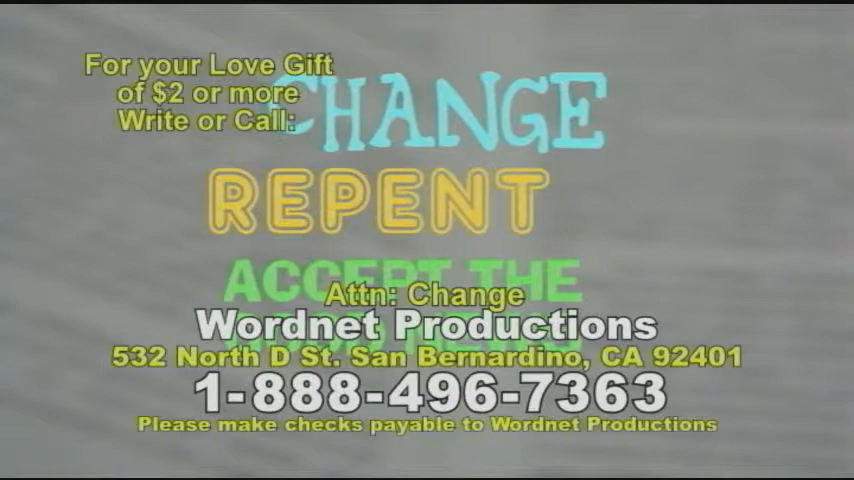 For your Love Gift
of $2 or more
Write or Call:
CHANGE
REPENT
ACCEPT THE
Attn: Change
Wordnet Productions
532 North D St. San Bernardino, CA 92401
1-888-496-7363
Please make checks payable to Wordnet Productions